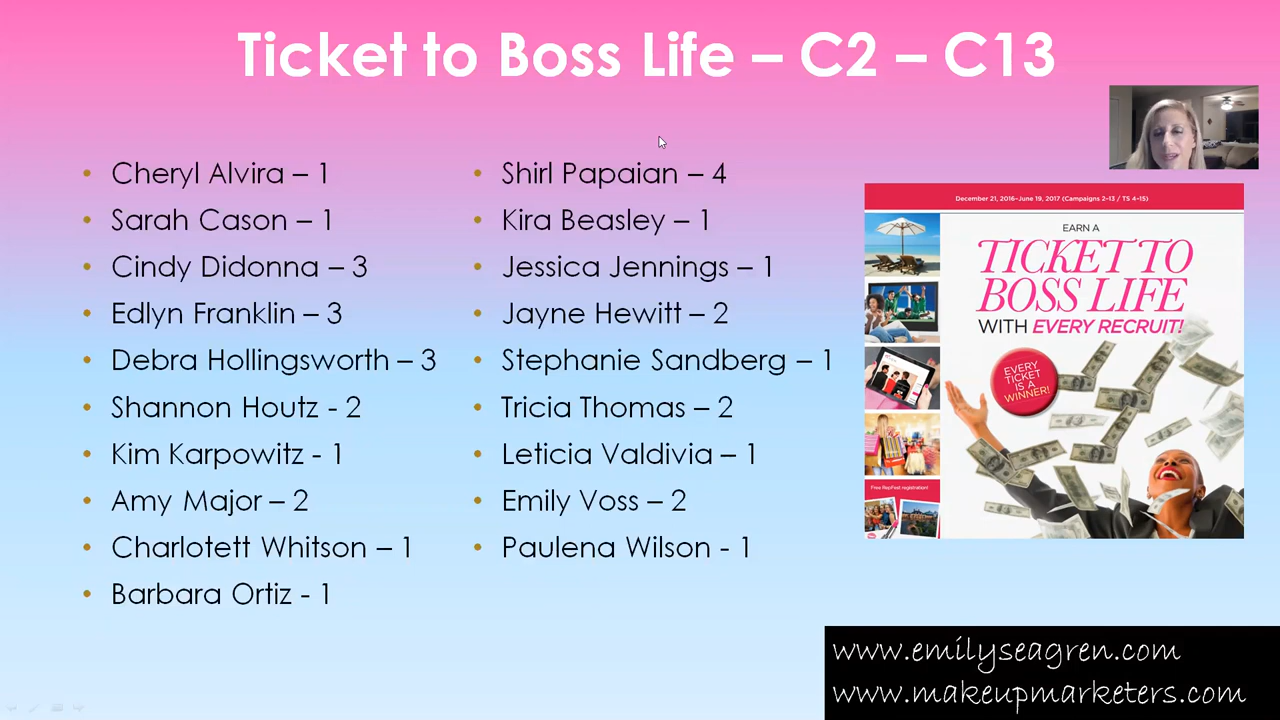 Ticket to Boss Life – C2 – C13
• Cheryl Alvira – 1
• Sarah Cason – 1
• Cindy Didonna – 3
• Edlyn Franklin – 3
• Debra Hollingsworth – 3
• Shannon Houtz - 2
• Kim Karpowitz - 1
• Amy Major – 2
• Charlotett Whitson – 1
• Barbara Ortiz - 1
• Shirl Papaian – 4
• Kira Beasley – 1
• Jessica Jennings – 1
• Jayne Hewitt – 2
• Stephanie Sandberg – 1
• Tricia Thomas – 2
• Leticia Valdivia – 1
• Emily Voss – 2
• Paulena Wilson - 1
December 21, 2016–June 19, 2017 (Campaigns 2-13 / TS 4-15)
EARN A
TICKET TO
BOSS LIFE
WITH EVERY RECRUIT!
EVERY
TICKET
IS A
WINNER!
Free RepFest registration!
www.emilyseagren.com
www.makeupmarketers.com